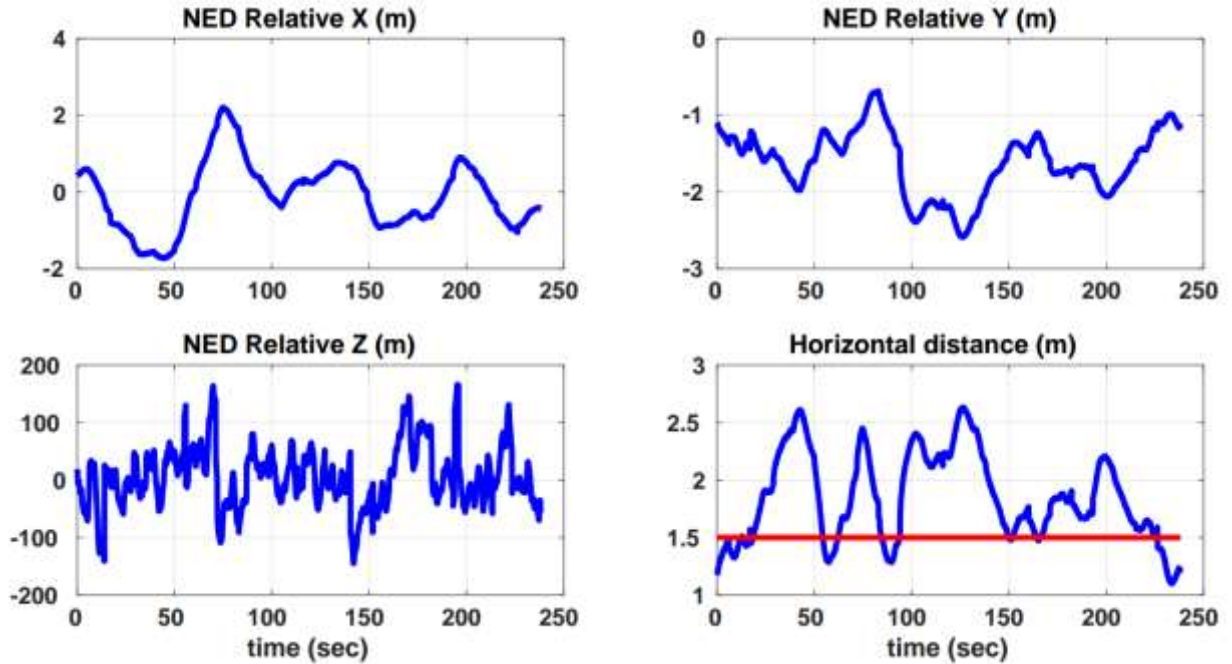 NED Relative X (m)
4
2
0
-2
0 50 100 150 200 250
NED Relative Y (m)
0
-1
-2
-3
0 50 100 150 200 250
NED Relative Z (m)
200
100
0
-100
-200
0 50 100 150 200 250
time (sec)
Horizontal distance (m)
3
2.5
2
1.5
1
0 50 100 150 200 250
time (sec)